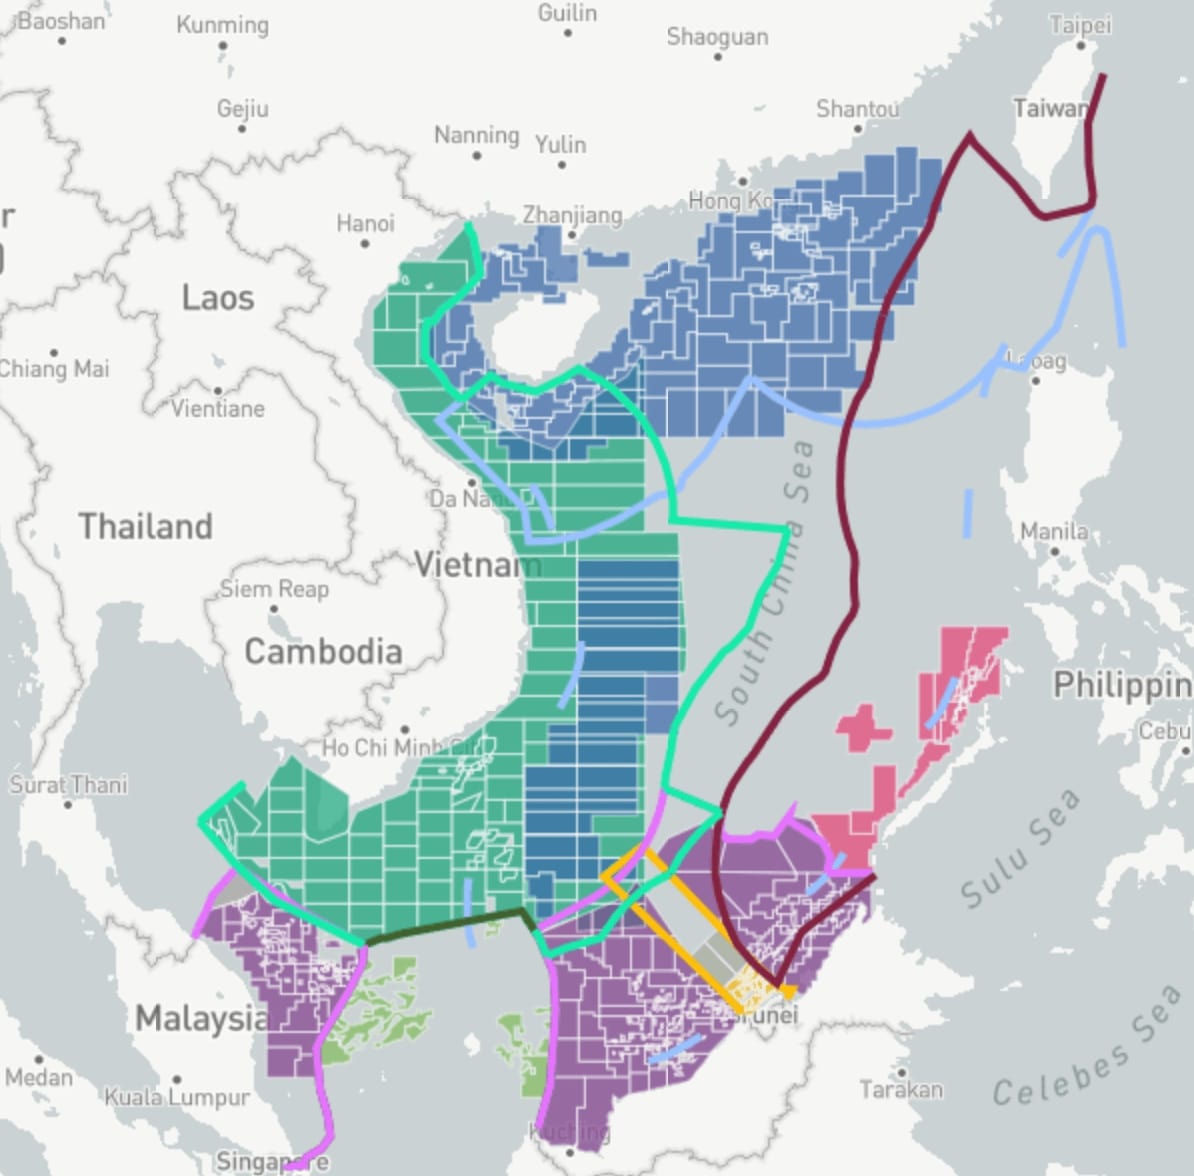 Baoshan
Kunming
Guilin
Shaoguan
Taipei
Gejiu
Nanning
Yulin
Shantou
Taiwan
Hanoi
Zhanjiang
Hong Ko
r
Laos
Chiang Mai
Vientiane
Laoag
Da Nang
South China Sea
Thailand
Vietnam
Manila
Siem Reap
Cambodia
Philippin
Cebu
Ho Chi Minh City
Surat Thani
Sulu Sea
Malaysia
Brunei
Medan
Kuala Lumpur
Tarakan
Celebes Sea
Kuching
Singapore